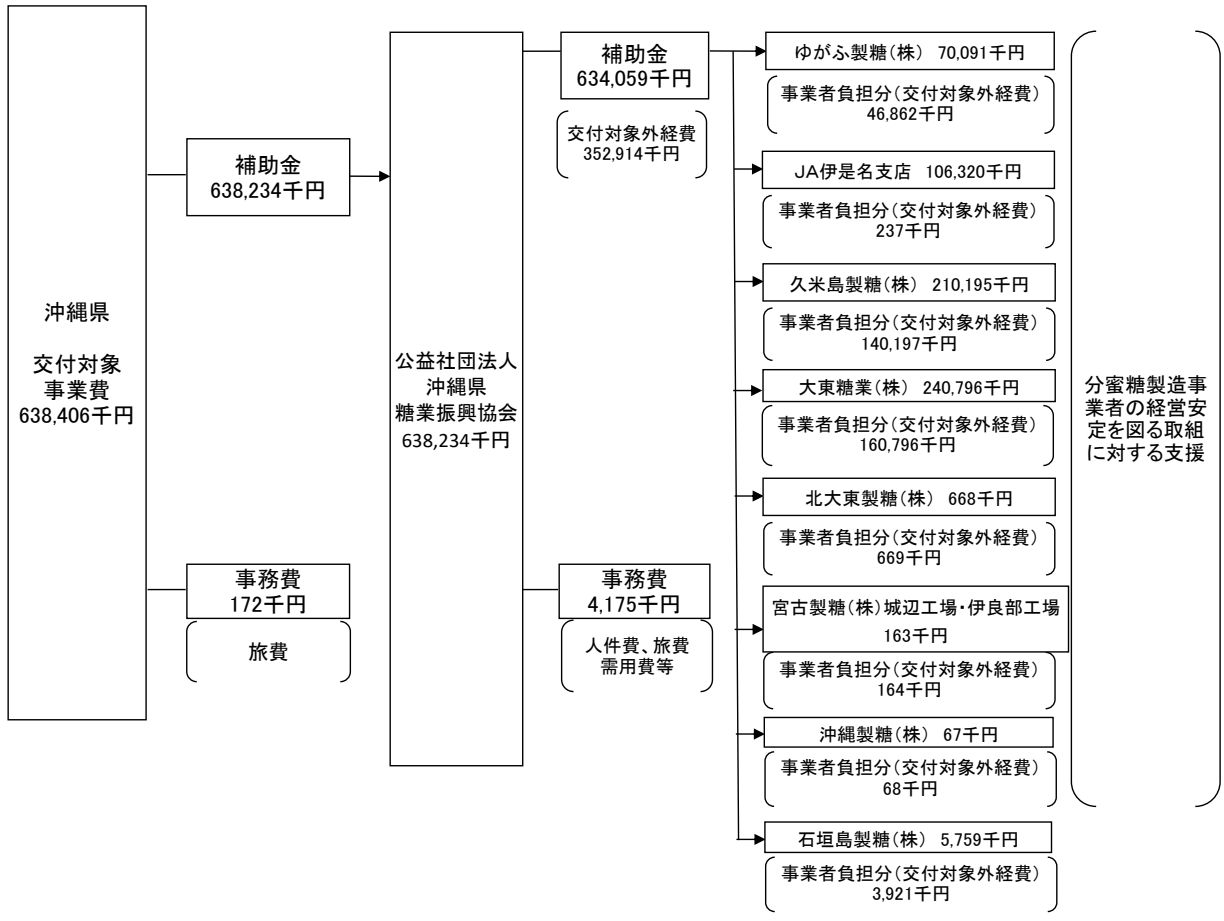 沖縄県
交付対象
事業費
638,406千円
補助金
638,234千円
事務費
172千円
旅費
公益社団法人
沖縄県
糖業振興協会
638,234千円
補助金
634,059千円
交付対象外経費
352,914千円
事務費
4,175千円
人件費、旅費
需用費等
ゆがふ製糖(株) 70,091千円
事業者負担分(交付対象外経費)
46,862千円
JA伊是名支店 106,320千円
事業者負担分(交付対象外経費)
237千円
久米島製糖(株) 210,195千円
事業者負担分(交付対象外経費)
140,197千円
大東糖業(株) 240,796千円
事業者負担分(交付対象外経費)
160,796千円
北大東製糖(株) 668千円
事業者負担分(交付対象外経費)
669千円
宮古製糖(株)城辺工場・伊良部工場
163千円
事業者負担分(交付対象外経費)
164千円
沖縄製糖(株) 67千円
事業者負担分(交付対象外経費)
68千円
石垣島製糖(株) 5,759千円
事業者負担分(交付対象外経費)
3,921千円
分蜜糖製造事
業者の経営安
定を図る取組
に対する支援